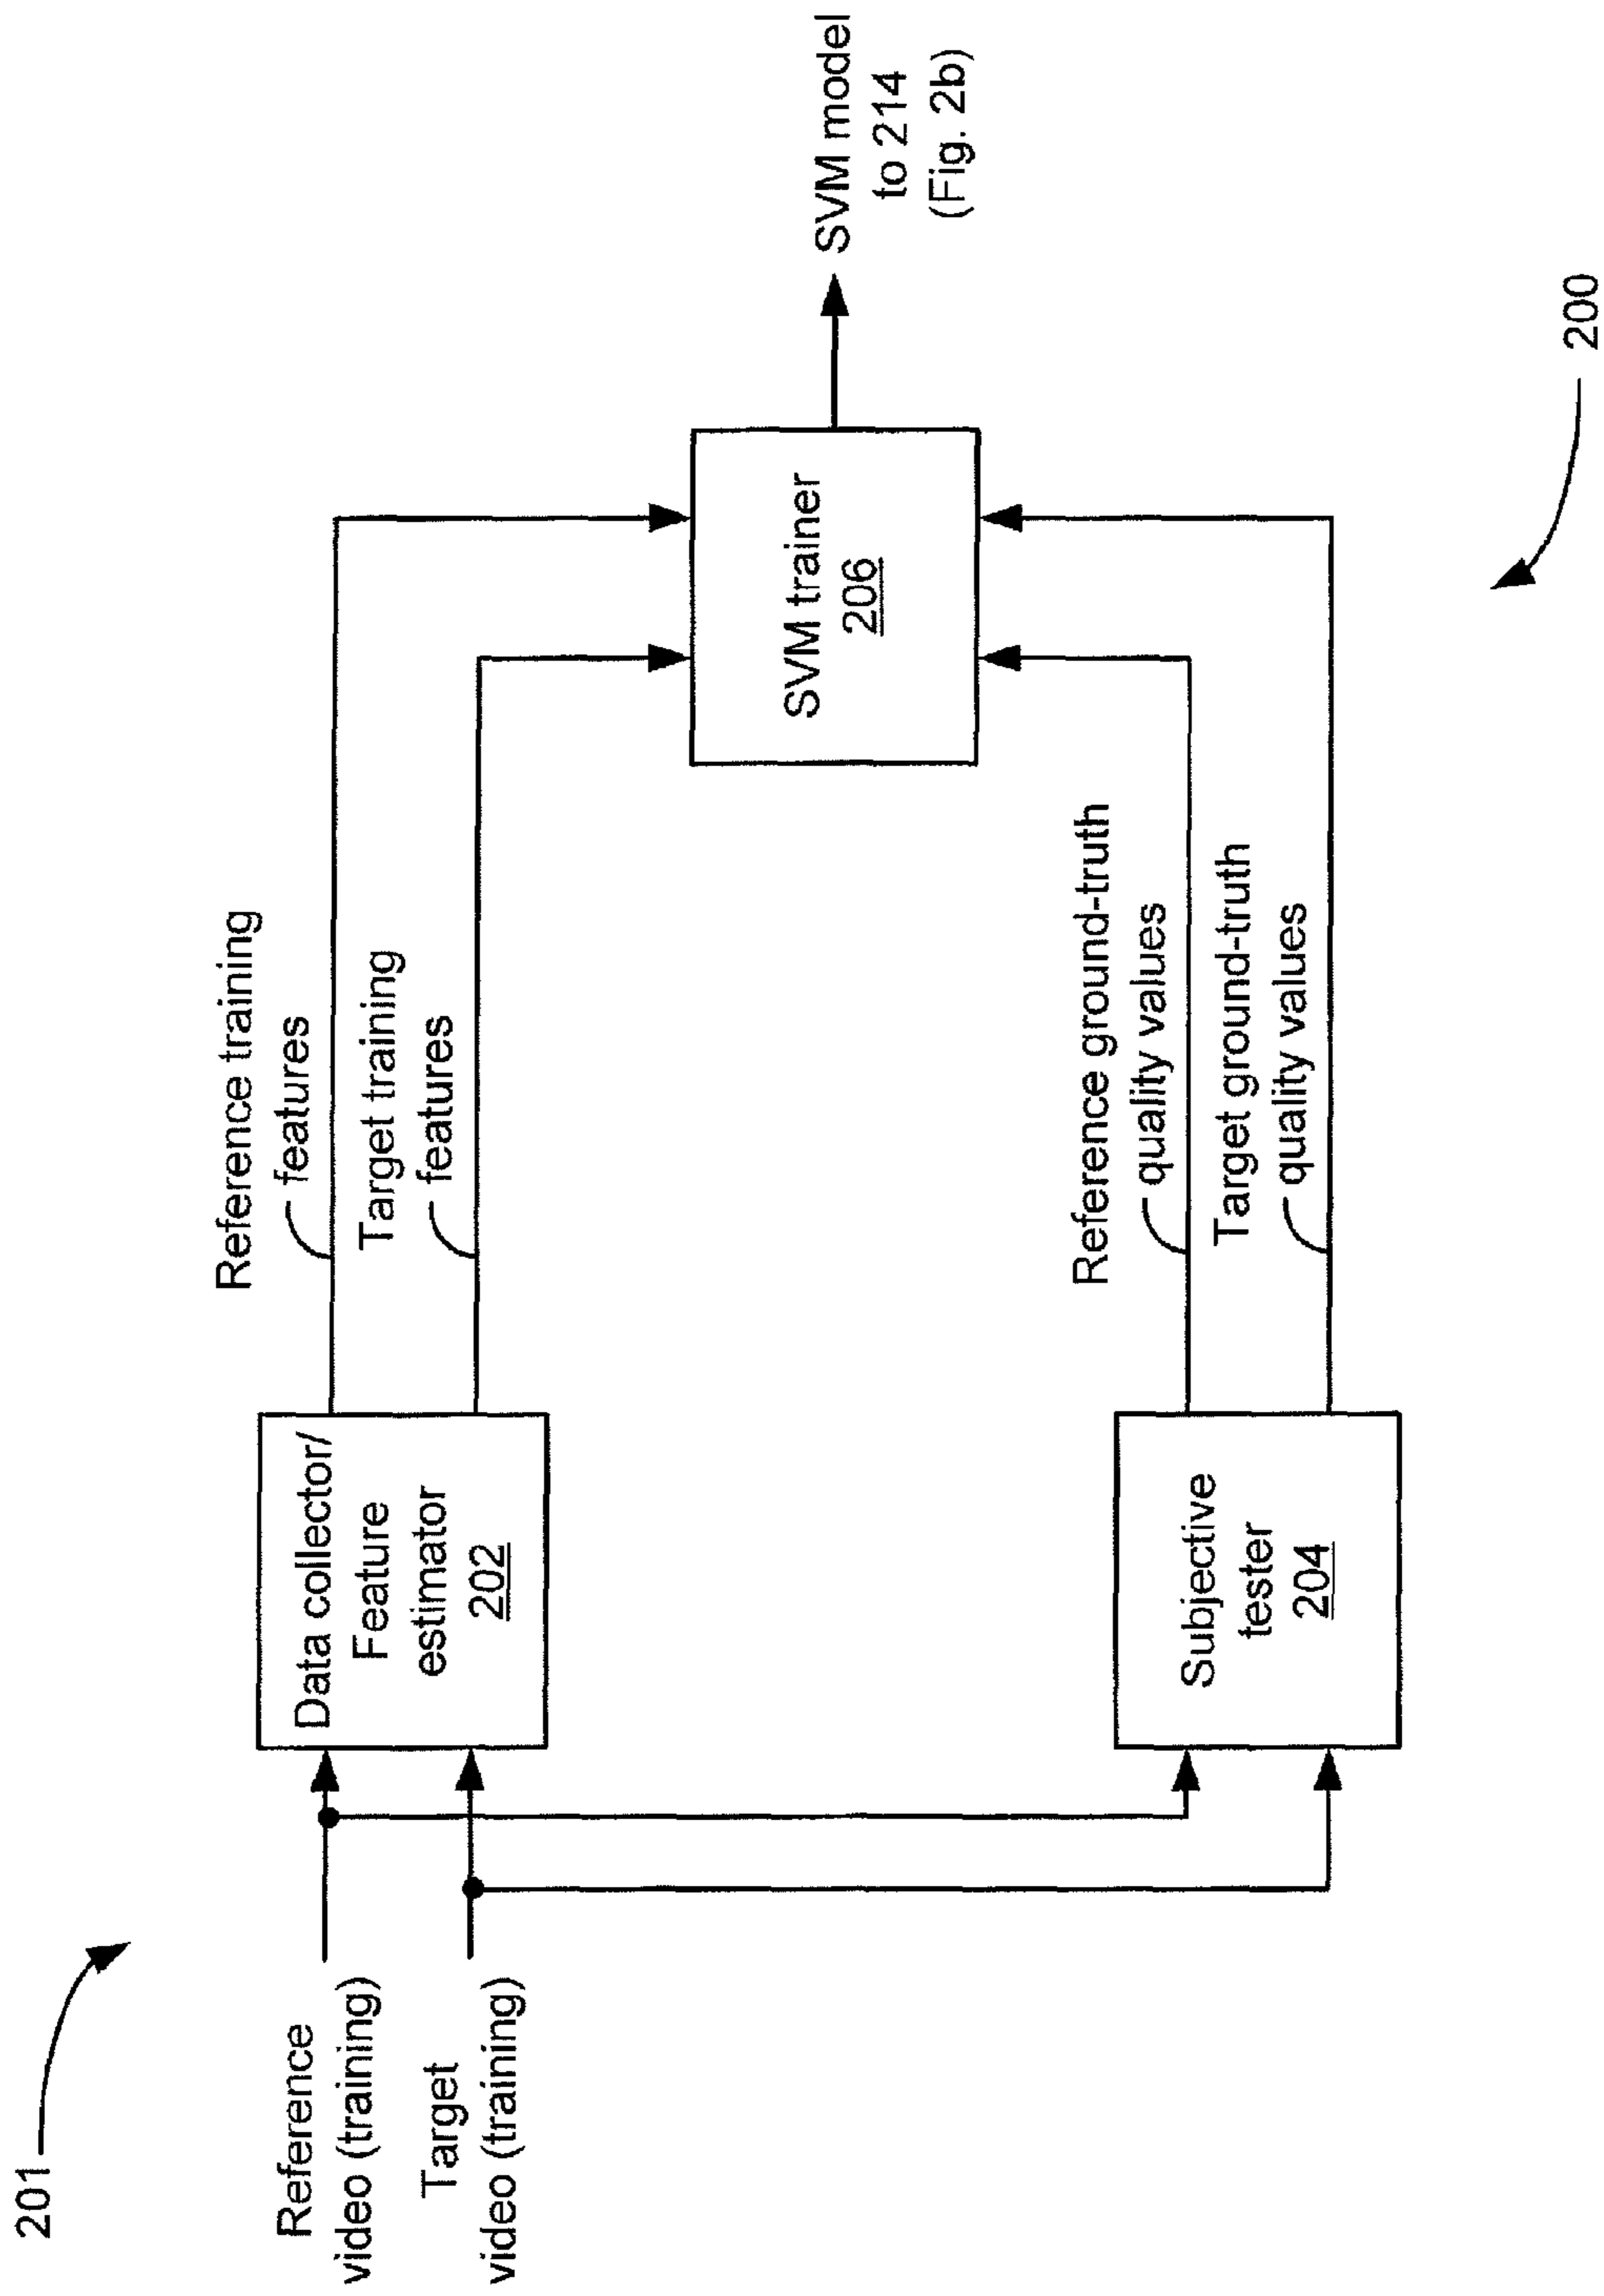 201
Reference
video (training)
Target
video (training)
Data collector/
Feature
estimator
202
Subjective
tester
204
Reference training
features
Target training
features
Reference ground-truth
quality values
Target ground-truth
quality values
SVM trainer
206
SVM model
to 214
(Fig. 2b)
200